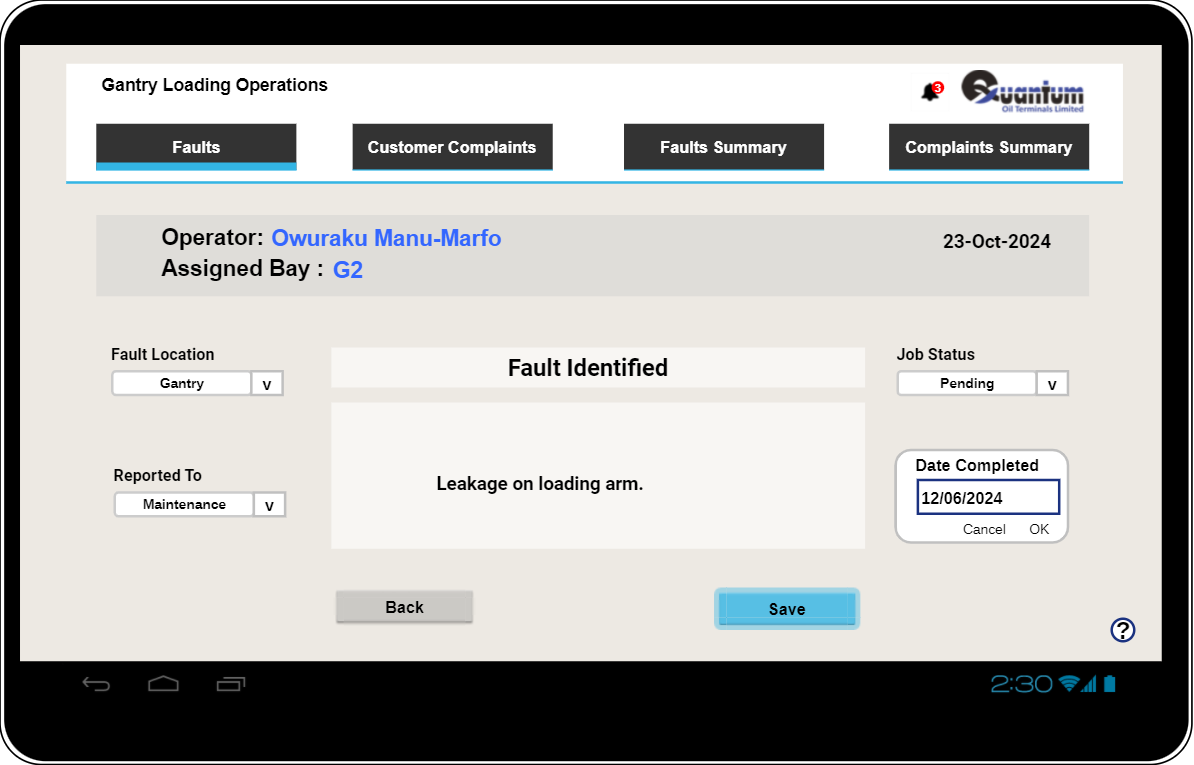 Gantry Loading Operations
3
Quantum
Oil Terminals Limited
Faults
Customer Complaints
Faults Summary
Complaints Summary
Operator: Owuraku Manu-Marfo
23-Oct-2024
Assigned Bay : G2
Fault Location
Gantry
v
Fault Identified
Job Status
Pending
v
Reported To
Maintenance
v
Leakage on loading arm.
Date Completed
12/06/2024
Cancel OK
Back
Save
?
2:30